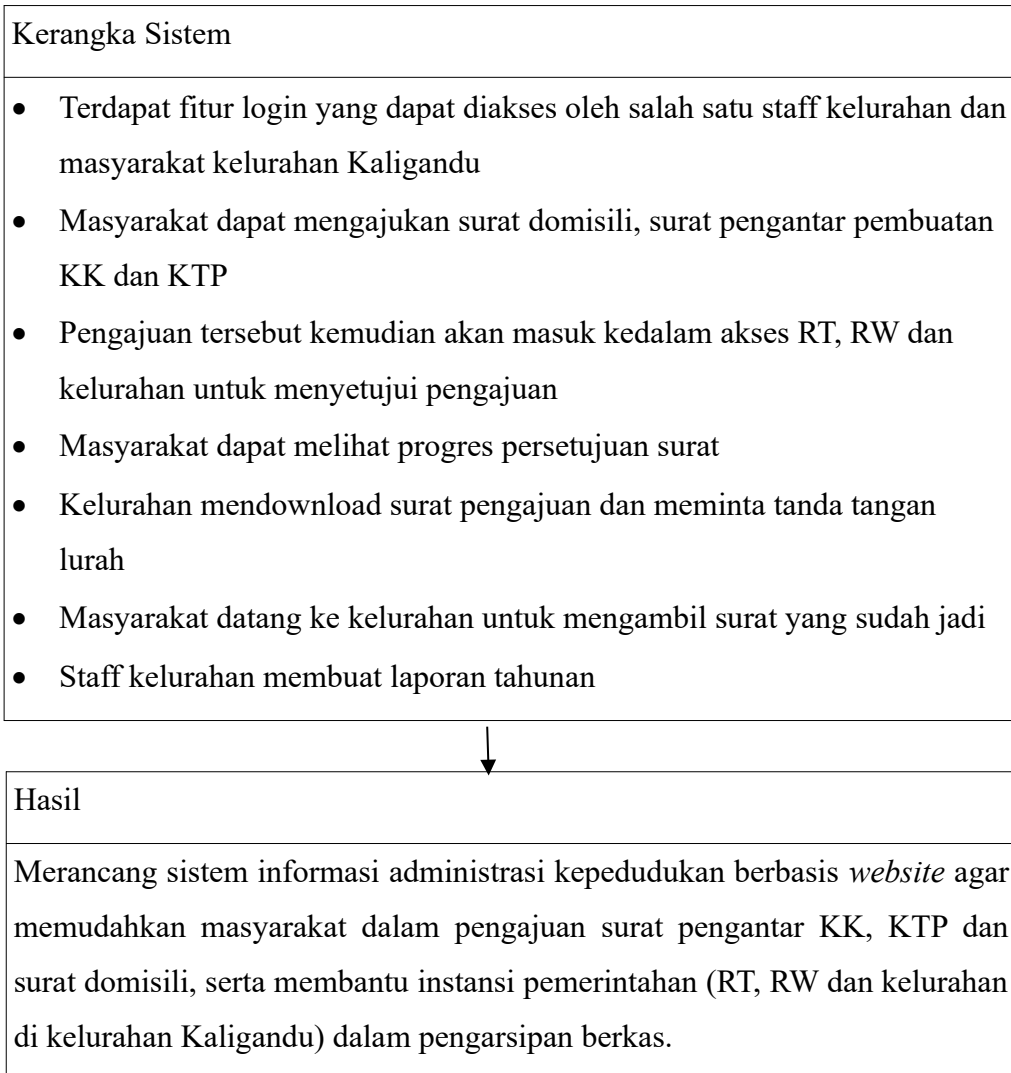 Kerangka Sistem
• Terdapat fitur login yang dapat diakses oleh salah satu staff kelurahan dan
masyarakat kelurahan Kaligandu
• Masyarakat dapat mengajukan surat domisili, surat pengantar pembuatan
KK dan KTP
• Pengajuan tersebut kemudian akan masuk kedalam akses RT, RW dan
kelurahan untuk menyetujui pengajuan
• Masyarakat dapat melihat progres persetujuan surat
• Kelurahan mendownload surat pengajuan dan meminta tanda tangan
lurah
• Masyarakat datang ke kelurahan untuk mengambil surat yang sudah jadi
• Staff kelurahan membuat laporan tahunan
Hasil
Merancang sistem informasi administrasi kepedudukan berbasis website agar
memudahkan masyarakat dalam pengajuan surat pengantar KK, KTP dan
surat domisili, serta membantu instansi pemerintahan (RT, RW dan kelurahan
di kelurahan Kaligandu) dalam pengarsipan berkas.